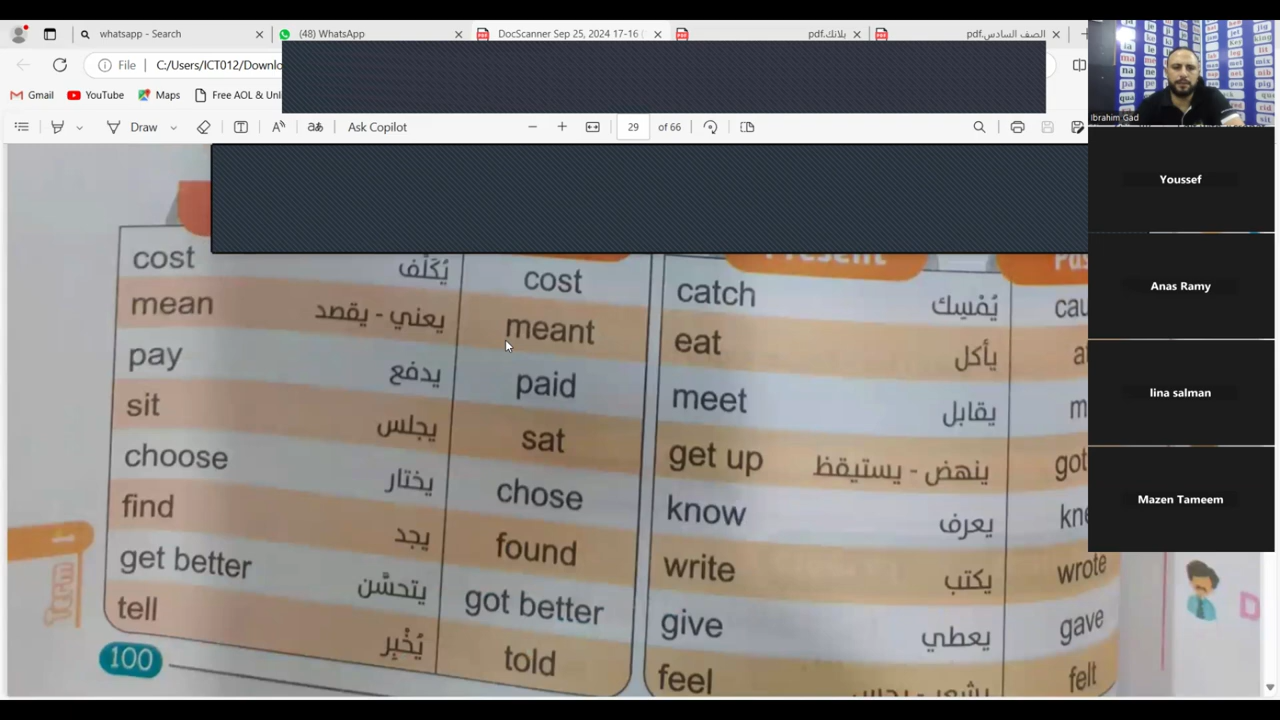 whatsapp - Search
(48) WhatsApp
DocScanner Sep 25, 2024 17-16
بلانك.pdf
الصف السادس.pdf
File
C:/Users/ICT012/Downlo
Gmail
YouTube
Maps
Free AOL & Unl
Draw
Ask Copilot
29
of 66
Ibrahim Gad
Youssef
Anas Ramy
lina salman
Mazen Tameem
Present
cost يُكَلِّف cost
mean يعني - يقصد meant
pay يدفع paid
sit يجلس sat
choose يختار chose
find يجد found
get better يتحسَّن got better
tell يُخْبِر told
catch يُمْسِك
eat يأكل
meet يقابل
get up ينهض - يستيقظ got
know يعرف
write يكتب wrote
give يعطي gave
feel felt
Term 1
100